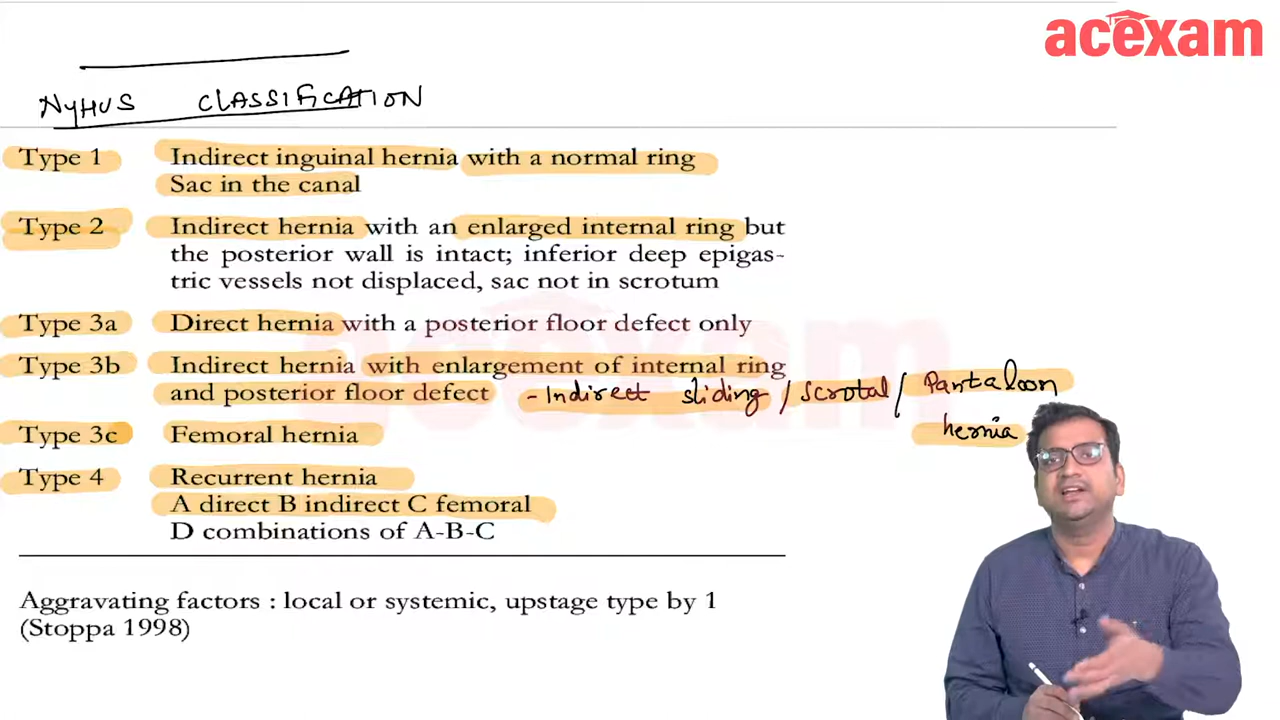 acexam
NyHUS CLASSIFICATION
Type 1 Indirect inguinal hernia with a normal ring
Sac in the canal
Type 2 Indirect hernia with an enlarged internal ring but
the posterior wall is intact; inferior deep epigas-
tric vessels not displaced, sac not in scrotum
Type 3a Direct hernia with a posterior floor defect only
Type 3b Indirect hernia with enlargement of internal ring
and posterior floor defect - Indirect sliding / Scrotal / Pantaloon
hernia
Type 3c Femoral hernia
Type 4 Recurrent hernia
A direct B indirect C femoral
D combinations of A-B-C
Aggravating factors : local or systemic, upstage type by 1
(Stoppa 1998)
acexam